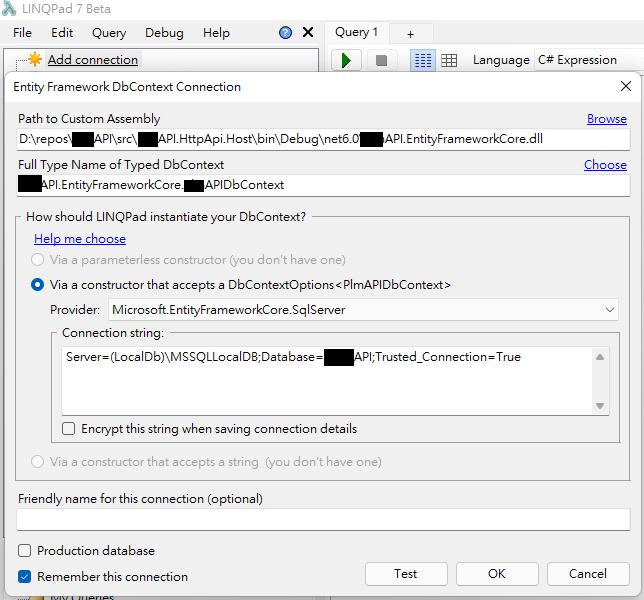 LINQPad 7 Beta
File Edit Query Debug Help
Query 1 +
Add connection
Language C# Expression
Entity Framework DbContext Connection
Path to Custom Assembly Browse
D:\repos\ API\src\ API.HttpApi.Host\bin\Debug\net6.0\ API.EntityFrameworkCore.dll
Full Type Name of Typed DbContext Choose
API.EntityFrameworkCore. APIDbContext
How should LINQPad instantiate your DbContext?
Help me choose
Via a parameterless constructor (you don't have one)
Via a constructor that accepts a DbContextOptions<PlmAPIDbContext>
Provider: Microsoft.EntityFrameworkCore.SqlServer
Connection string:
Server=(LocalDb)\MSSQLLocalDB;Database= API;Trusted_Connection=True
Encrypt this string when saving connection details
Via a constructor that accepts a string (you don't have one)
Friendly name for this connection (optional)
Production database
Remember this connection
Test OK Cancel
My Queries